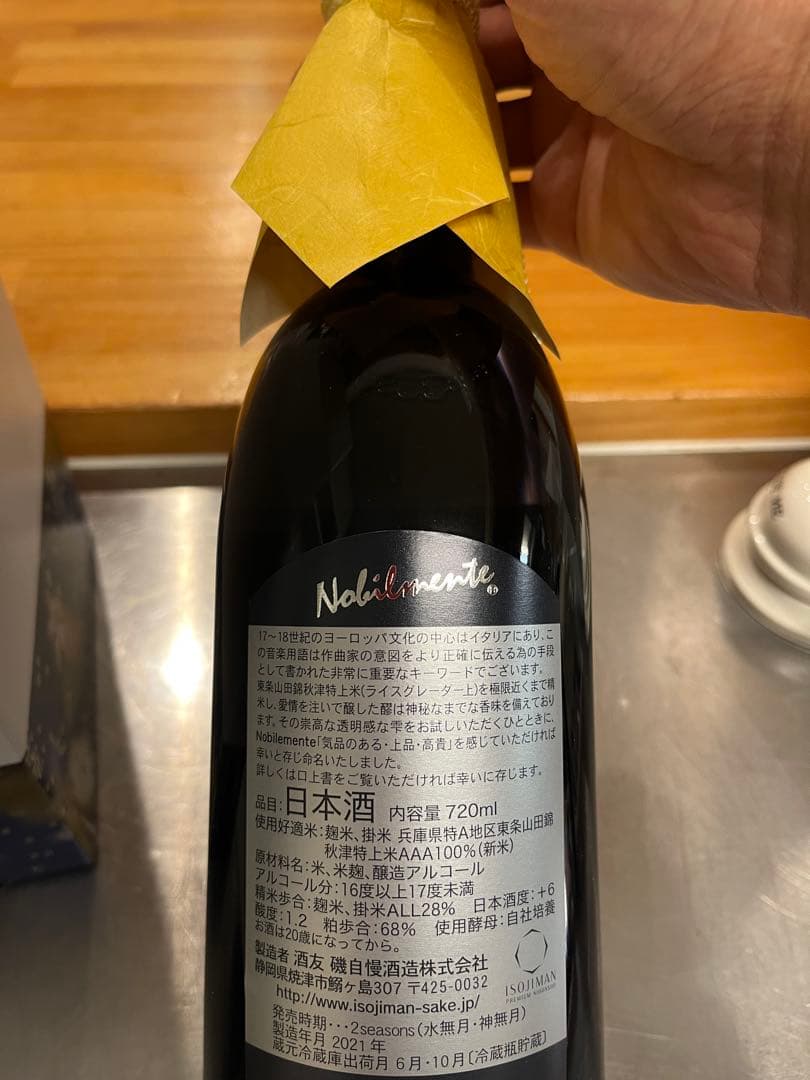 Nobilmente
17〜18世紀のヨーロッパ文化の中心はイタリアにあり、こ
の音楽用語は作曲家の意図をより正確に伝える為の手段
として書かれた非常に重要なキーワードでございます。
東条山田錦秋津特上米(ライスグレーター上)を極限近くまで精
米し、愛情を注いで醸した醪は神秘なまでな香味を備えており
ます。その崇高な透明感な雫をお試しいただくひとときに、
Nobilemente「気品のある・上品・高貴」を感じていただければ
幸いと存じ命名いたしました。
詳しくは口上書をご覧いただければ幸いに存じます。
品目:日本酒 内容量 720ml
使用好適米:麹米、掛米 兵庫県特A地区東条山田錦
秋津特上米AAA100%(新米)
原材料名:米、米麹、醸造アルコール
アルコール分:16度以上17度未満
精米歩合:麹米、掛米ALL28% 日本酒度:+6
酸度:1.2 粕歩合:68% 使用酵母:自社培養
お酒は20歳になってから。
製造者 酒友 磯自慢酒造株式会社
静岡県焼津市鰯ヶ島307 〒425-0032
http://www.isojiman-sake.jp/
ISOJIMAN
発売時期・・・2seasons(水無月・神無月)
製造年月 2021年
蔵元冷蔵庫出荷月 6月・10月〔冷蔵瓶貯蔵〕